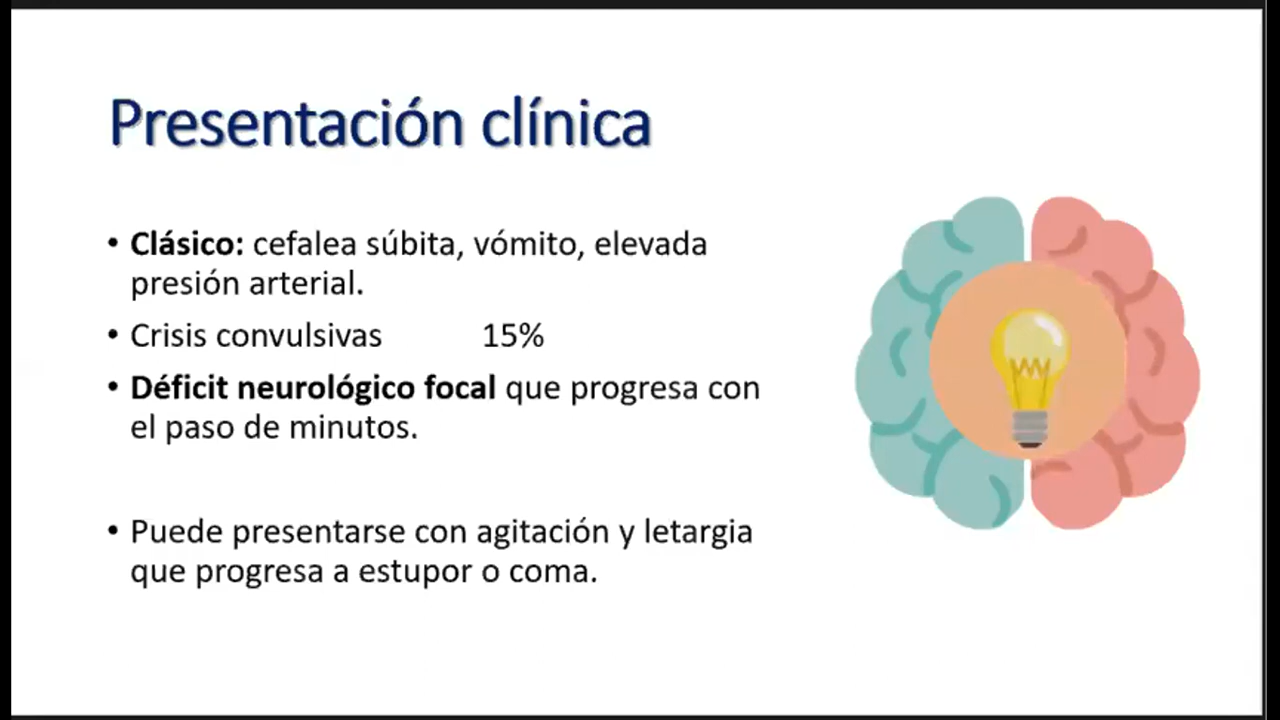 Presentación clínica
• Clásico: cefalea súbita, vómito, elevada
presión arterial.
• Crisis convulsivas 15%
• Déficit neurológico focal que progresa con
el paso de minutos.
• Puede presentarse con agitación y letargia
que progresa a estupor o coma.